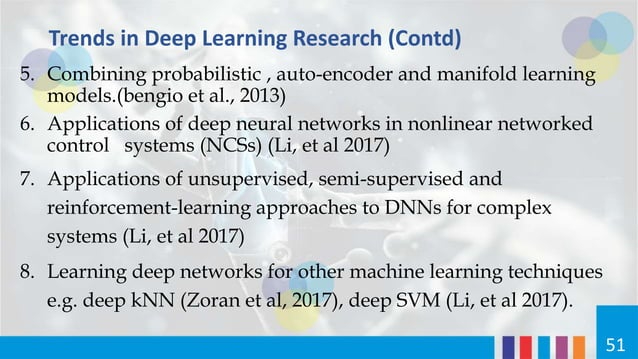 Trends in Deep Learning Research (Contd)
5. Combining probabilistic , auto-encoder and manifold learning
models.(bengio et al., 2013)
6. Applications of deep neural networks in nonlinear networked
control systems (NCSs) (Li, et al 2017)
7. Applications of unsupervised, semi-supervised and
reinforcement-learning approaches to DNNs for complex
systems (Li, et al 2017)
8. Learning deep networks for other machine learning techniques
e.g. deep kNN (Zoran et al, 2017), deep SVM (Li, et al 2017).
51